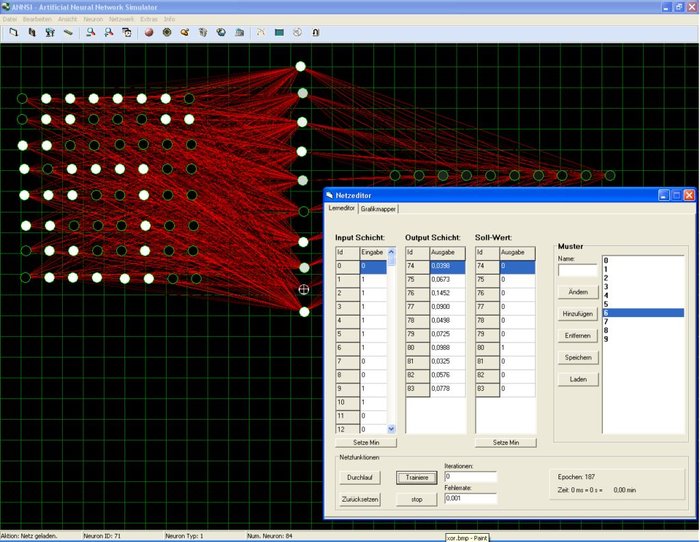 ANNSI - Artificial Neural Network Simulator
Datei Bearbeiten Ansicht Neuron Netzwerk Extras Info
Netzeditor
Lerneditor Grafikmapper
Input Schicht: Output Schicht: Soll-Wert: Muster
Id Eingabe Id Ausgabe Id Ausgabe Name:
0 0 74 0,0398 74 0 0
1 1 75 0,0673 75 0 1
2 1 76 0,1452 76 0 2
3 1 77 0,0900 77 0 3
4 1 78 0,0498 78 0 4
5 1 79 0,0725 79 0 5
6 1 80 0,0988 80 1 6
7 0 81 0,0325 81 0 7
8 0 82 0,0576 82 0 8
9 1 83 0,0778 83 0 9
10 1
11 0
12 0
Ändern
Hinzufügen
Entfernen
Speichern
Laden
Setze Min Setze Min
Netzfunktionen
Durchlauf Trainiere Iterationen:
0
Zurücksetzen stop Fehlerrate:
0,001
Epochen: 187
Zeit: 0 ms = 0 s = 0,00 min
Aktion: Netz geladen. Neuron ID: 71 Neuron Typ: 1 Num. Neuron: 84
xor.bmp - Paint